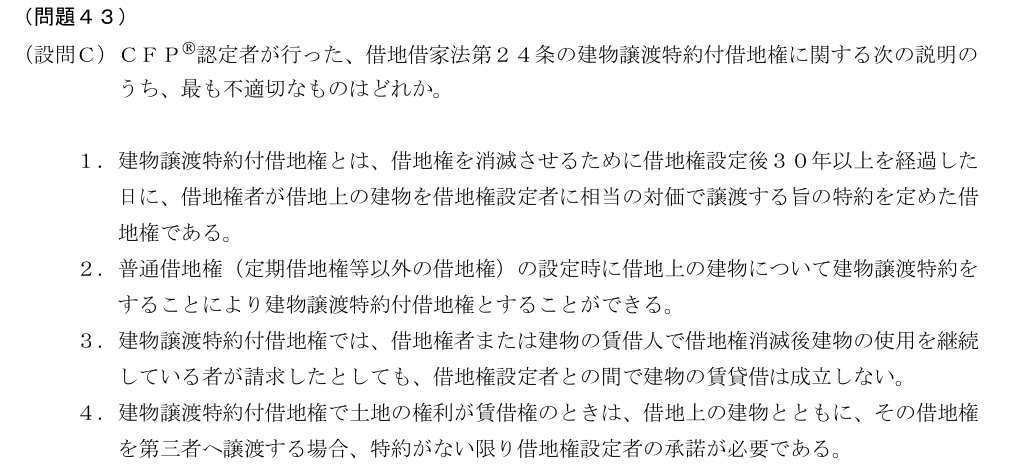 （問題４３）
（設問Ｃ）ＣＦＰ®認定者が行った、借地借家法第２４条の建物譲渡特約付借地権に関する次の説明の
うち、最も不適切なものはどれか。
１．建物譲渡特約付借地権とは、借地権を消滅させるために借地権設定後３０年以上を経過した
日に、借地権者が借地上の建物を借地権設定者に相当の対価で譲渡する旨の特約を定めた借
地権である。
２．普通借地権（定期借地権等以外の借地権）の設定時に借地上の建物について建物譲渡特約を
することにより建物譲渡特約付借地権とすることができる。
３．建物譲渡特約付借地権では、借地権者または建物の賃借人で借地権消滅後建物の使用を継続
している者が請求したとしても、借地権設定者との間で建物の賃貸借は成立しない。
４．建物譲渡特約付借地権で土地の権利が賃借権のときは、借地上の建物とともに、その借地権
を第三者へ譲渡する場合、特約がない限り借地権設定者の承諾が必要である。